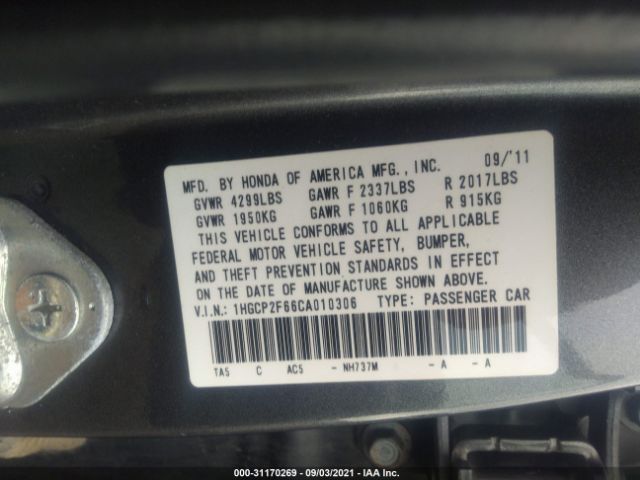 MFD. BY HONDA OF AMERICA MFG., INC. 09/'11
GVWR 4299LBS GAWR F 2337LBS R 2017LBS
GVWR 1950KG GAWR F 1060KG R 915KG
THIS VEHICLE CONFORMS TO ALL APPLICABLE
FEDERAL MOTOR VEHICLE SAFETY, BUMPER,
AND THEFT PREVENTION STANDARDS IN EFFECT
ON THE DATE OF MANUFACTURE SHOWN ABOVE.
V.I.N.: 1HGCP2F66CA010306 TYPE: PASSENGER CAR
TA5 C AC5 - NH737M - A - A
000-31170269 - 09/03/2021 - IAA Inc.